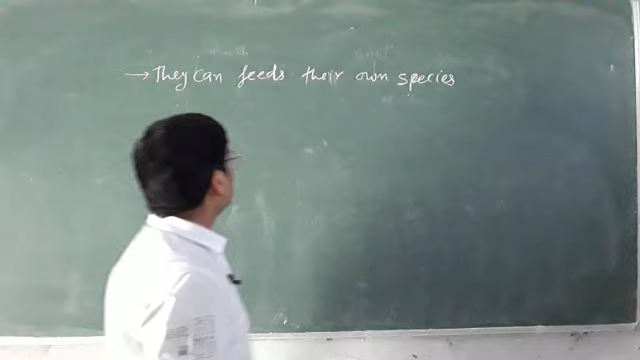 →They can feeds their own species